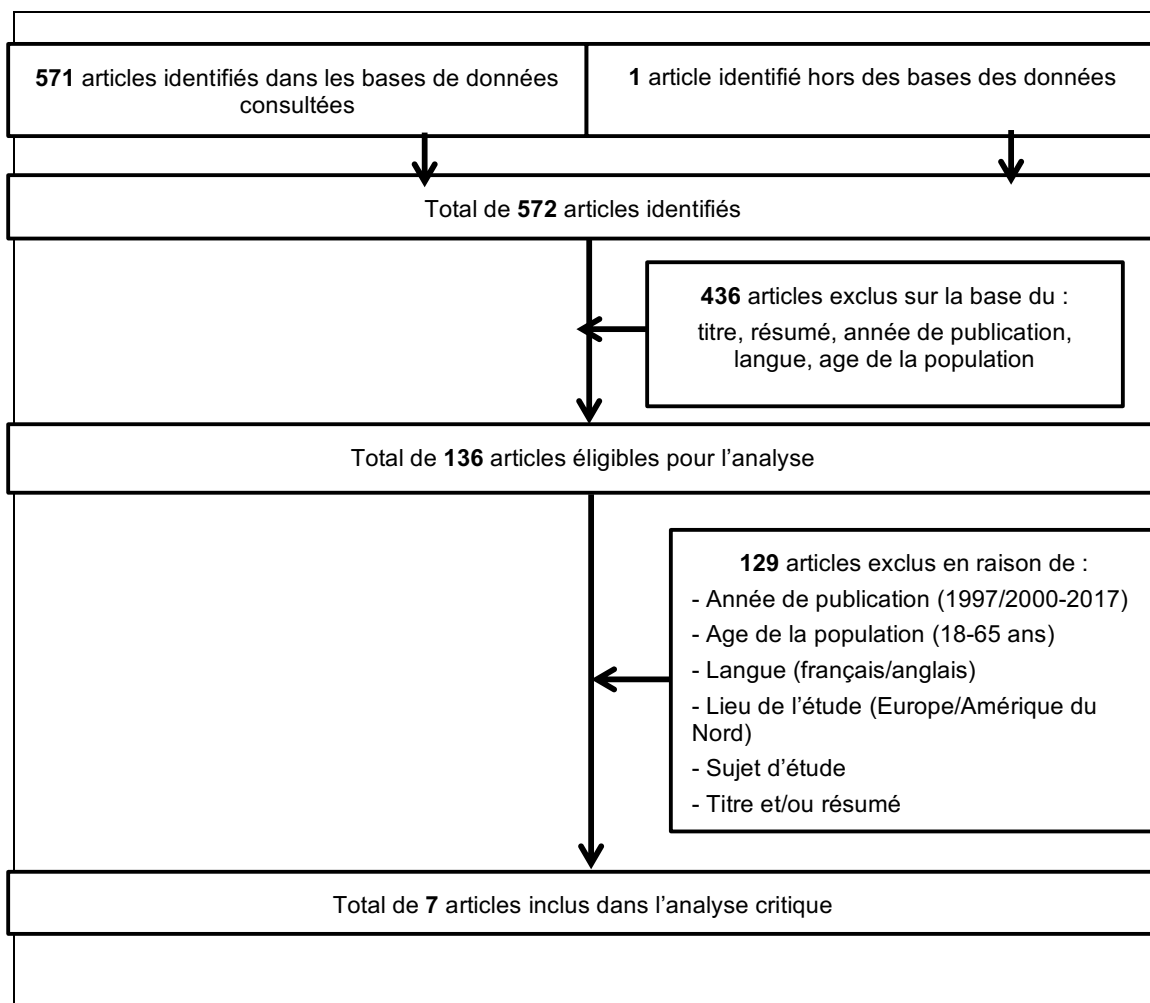 571 articles identifiés dans les bases de données
consultées
1 article identifié hors des bases des données
Total de 572 articles identifiés
436 articles exclus sur la base du :
titre, résumé, année de publication,
langue, age de la population
Total de 136 articles éligibles pour l’analyse
129 articles exclus en raison de :
- Année de publication (1997/2000-2017)
- Age de la population (18-65 ans)
- Langue (français/anglais)
- Lieu de l’étude (Europe/Amérique du
Nord)
- Sujet d’étude
- Titre et/ou résumé
Total de 7 articles inclus dans l’analyse critique